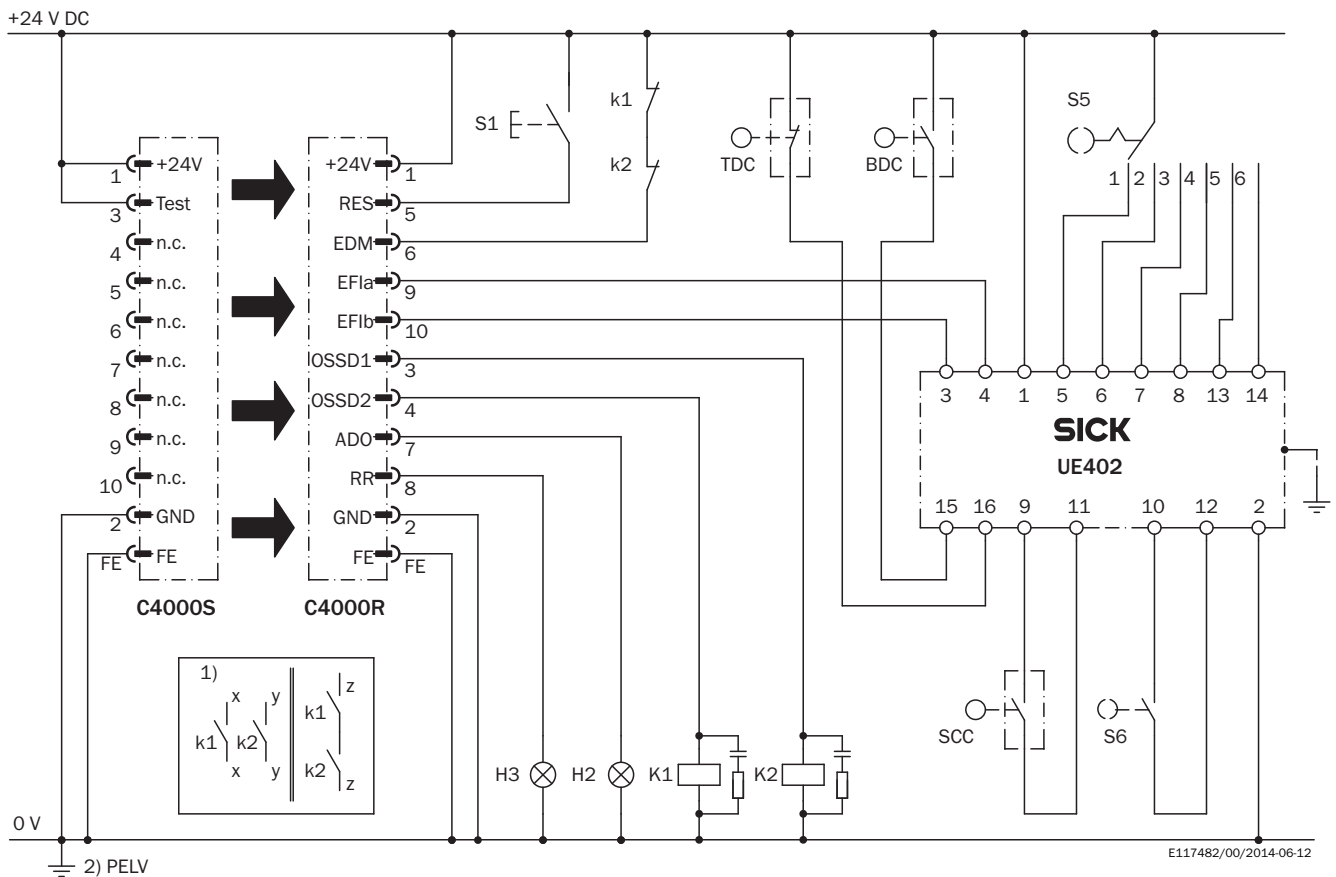 +24 V DC
S1
k1
k2
TDC
BDC
S5
1 2 3 4 5 6
1 +24V
3 Test
4 n.c.
5 n.c.
6 n.c.
7 n.c.
8 n.c.
9 n.c.
10 n.c.
2 GND
FE FE
C4000S
+24V 1
RES 5
EDM 6
EFIa 9
EFIb 10
OSSD1 3
OSSD2 4
ADO 7
RR 8
GND 2
FE FE
C4000R
3 4 1 5 6 7 8 13 14
SICK
UE402
15 16 9 11 10 12 2
SCC
S6
1)
x y z
k1 k2 k1
k2
x y z
H3 H2 K1 K2
0 V
2) PELV
E117482/00/2014-06-12